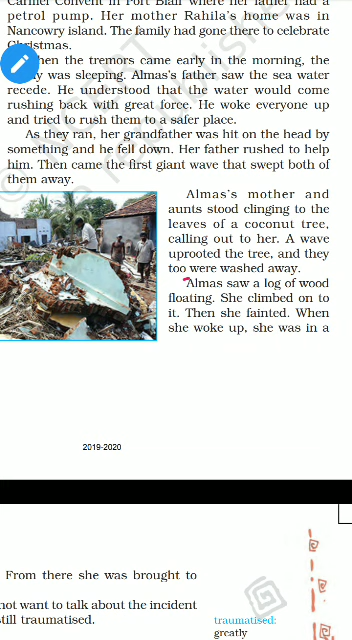 Carmel Convent in Port Blair where her father had a
petrol pump. Her mother Rahila's home was in
Nancowry island. The family had gone there to celebrate
Christmas.
hen the tremors came early in the morning, the
y was sleeping. Almas's father saw the sea water
recede. He understood that the water would come
rushing back with great force. He woke everyone up
and tried to rush them to a safer place.
As they ran, her grandfather was hit on the head by
something and he fell down. Her father rushed to help
him. Then came the first giant wave that swept both of
them away.
Almas's mother and
aunts stood clinging to the
leaves of a coconut tree,
calling out to her. A wave
uprooted the tree, and they
too were washed away.
Almas saw a log of wood
floating. She climbed on to
it. Then she fainted. When
she woke up, she was in a
2019-2020
From there she was brought to
not want to talk about the incident
still traumatised.
traumatised:
greatly